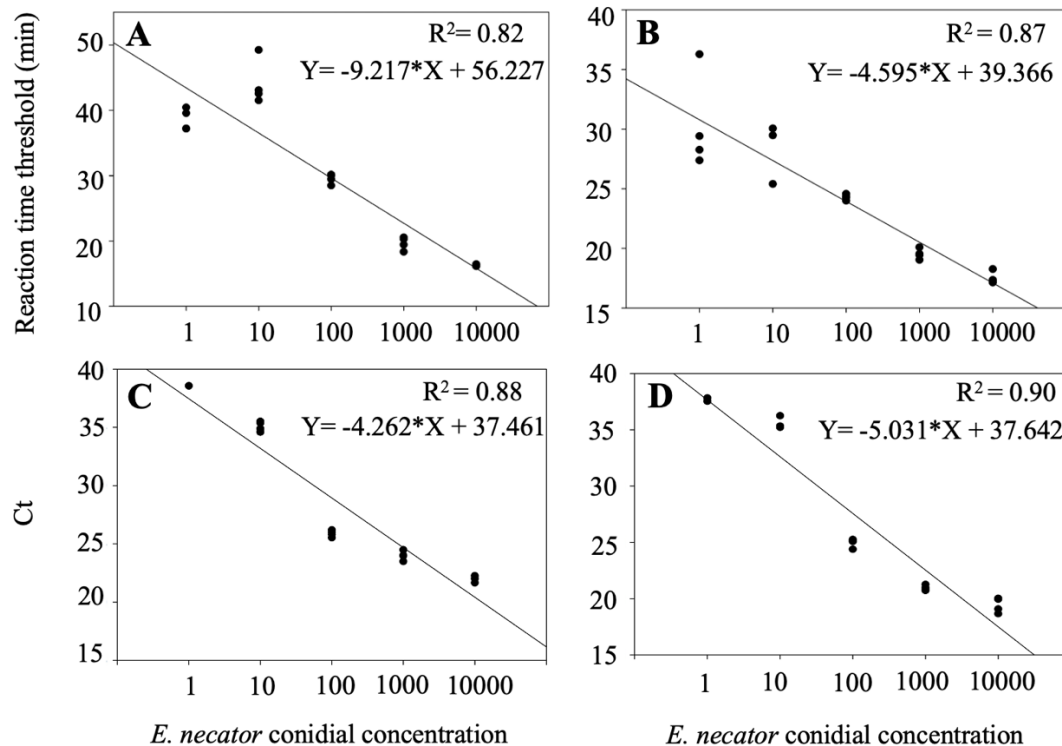 A
R²= 0.82
Y= -9.217*X + 56.227
50
40
30
20
10
1 10 100 1000 10000
Reaction time threshold (min)
B
R²= 0.87
Y= -4.595*X + 39.366
40
35
30
25
20
15
1 10 100 1000 10000
C
R² = 0.88
Y= -4.262*X + 37.461
40
35
30
25
20
15
1 10 100 1000 10000
Ct
E. necator conidial concentration
D
R² = 0.90
Y= -5.031*X + 37.642
40
35
30
25
20
15
1 10 100 1000 10000
E. necator conidial concentration